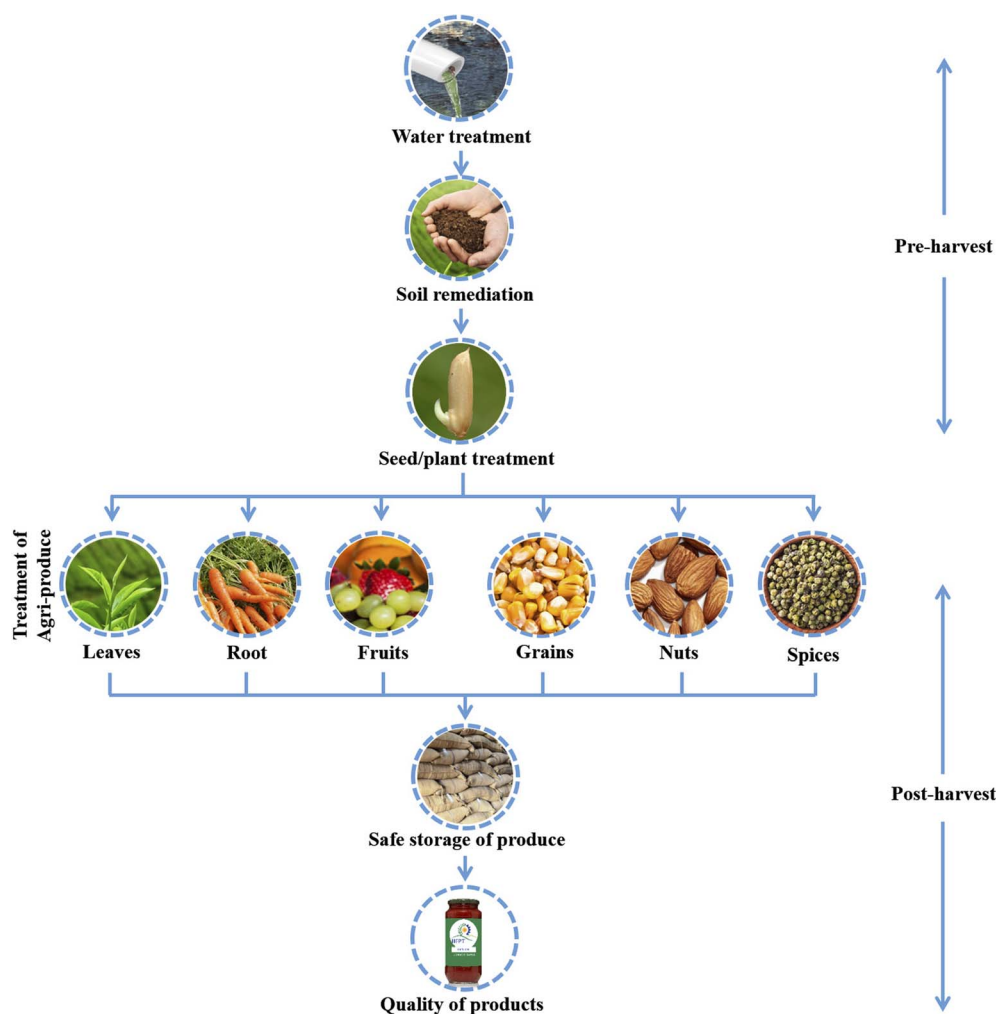 Water treatment
Soil remediation
Pre-harvest
Seed/plant treatment
Treatment of
Agri-produce
Leaves
Root
Fruits
Grains
Nuts
Spices
Safe storage of produce
Post-harvest
Quality of products